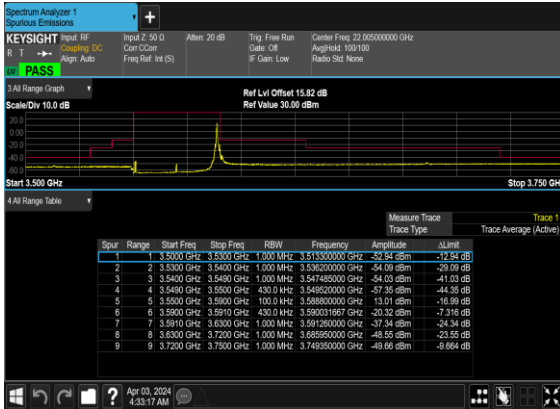 Spectrum Analyzer 1
Spurious Emissions
KEYSIGHT Input: RF Input Z: 50 Ω Atten: 20 dB Trig: Free Run Center Freq: 22.005000000 GHz
R T Coupling: DC Corr CCorr Gate: Off Avg|Hold: 100/100
Align: Auto Freq Ref: Int (S) IF Gain: Low Radio Std: None
PASS
3 All Range Graph
Ref Lvl Offset 15.82 dB
Scale/Div 10.0 dB Ref Value 30.00 dBm
20.0
0.00
-20.0
-40.0
-60.0
Start 3.500 GHz Stop 3.750 GH
4 All Range Table
Measure Trace Trace 1
Trace Type Trace Average (Active)
Spur Range Start Freq Stop Freq RBW Frequency Amplitude ΔLimit
1 1 3.5000 GHz 3.5300 GHz 1.000 MHz 3.513300000 GHz -52.94 dBm -12.94 dB
2 2 3.5300 GHz 3.5400 GHz 1.000 MHz 3.536200000 GHz -54.09 dBm -29.09 dB
3 3 3.5400 GHz 3.5490 GHz 1.000 MHz 3.547485000 GHz -54.03 dBm -41.03 dB
4 4 3.5490 GHz 3.5500 GHz 430.0 kHz 3.549520000 GHz -57.35 dBm -44.35 dB
5 5 3.5500 GHz 3.5900 GHz 100.0 kHz 3.588800000 GHz 13.01 dBm -16.99 dB
6 6 3.5900 GHz 3.5910 GHz 430.0 kHz 3.590031667 GHz -20.32 dBm -7.316 dB
7 7 3.5910 GHz 3.6300 GHz 1.000 MHz 3.591260000 GHz -37.34 dBm -24.34 dB
8 8 3.6300 GHz 3.7200 GHz 1.000 MHz 3.685950000 GHz -48.55 dBm -23.55 dB
9 9 3.7200 GHz 3.7500 GHz 1.000 MHz 3.749350000 GHz -49.66 dBm -9.664 dB
Apr 03, 2024
4:33:17 AM